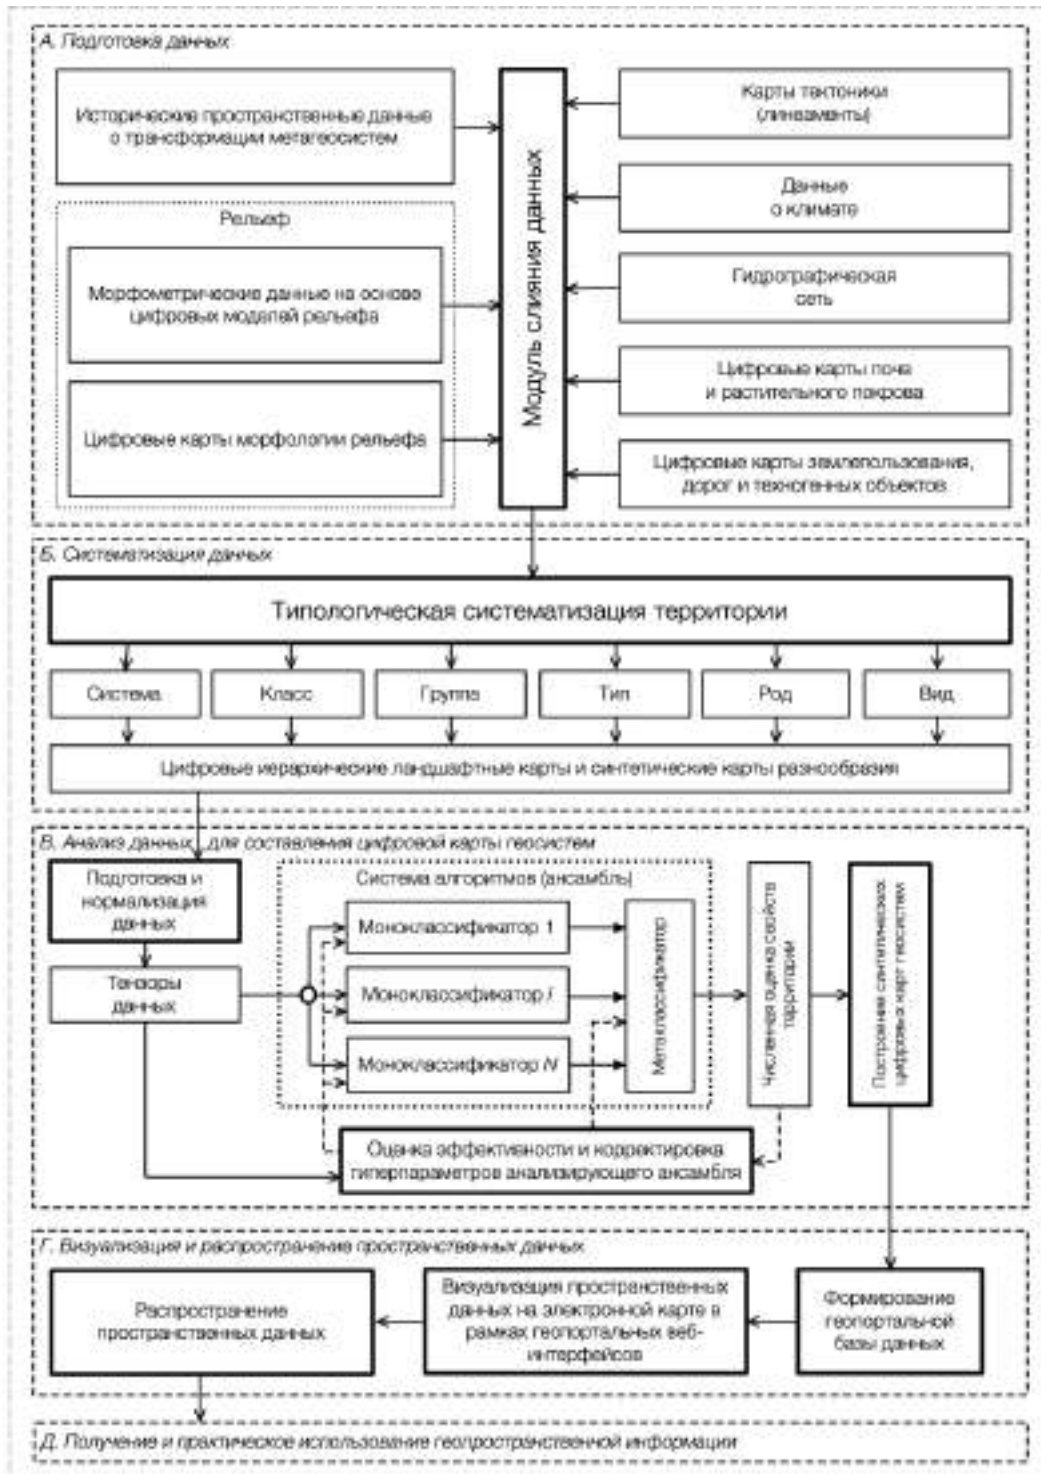 А. Подготовка данных
Исторические пространственные данные
о трансформации метагеосистем
Рельеф
Морфометрические данные на основе
цифровых моделей рельефа
Цифровые карты морфологии рельефа
Модуль слияния данных
Карты тектоники
(линеаменты)
Данные
о климате
Гидрографическая
сеть
Цифровые карты почв
и растительного покрова
Цифровые карты землепользования,
дорог и техногенных объектов
Б. Систематизация данных
Типологическая систематизация территории
Система
Класс
Группа
Тип
Род
Вид
Цифровые иерархические ландшафтные карты и синтетические карты разнообразия
В. Анализ данных для составления цифровой карты геосистем
Подготовка и
нормализация
данных
Тензоры
данных
Система алгоритмов (ансамбль)
Моноклассификатор 1
Моноклассификатор i
Моноклассификатор N
Метаклассификатор
Численная оценка свойств
территории
Построение синтетических
цифровых карт геосистем
Оценка эффективности и корректировка
гиперпараметров анализирующего ансамбля
Г. Визуализация и распространение пространственных данных
Распространение
пространственных данных
Визуализация пространственных
данных на электронной карте в
рамках геопортальных веб-
интерфейсов
Формирование
геопортальной
базы данных
Д. Получение и практическое использование геопространственной информации